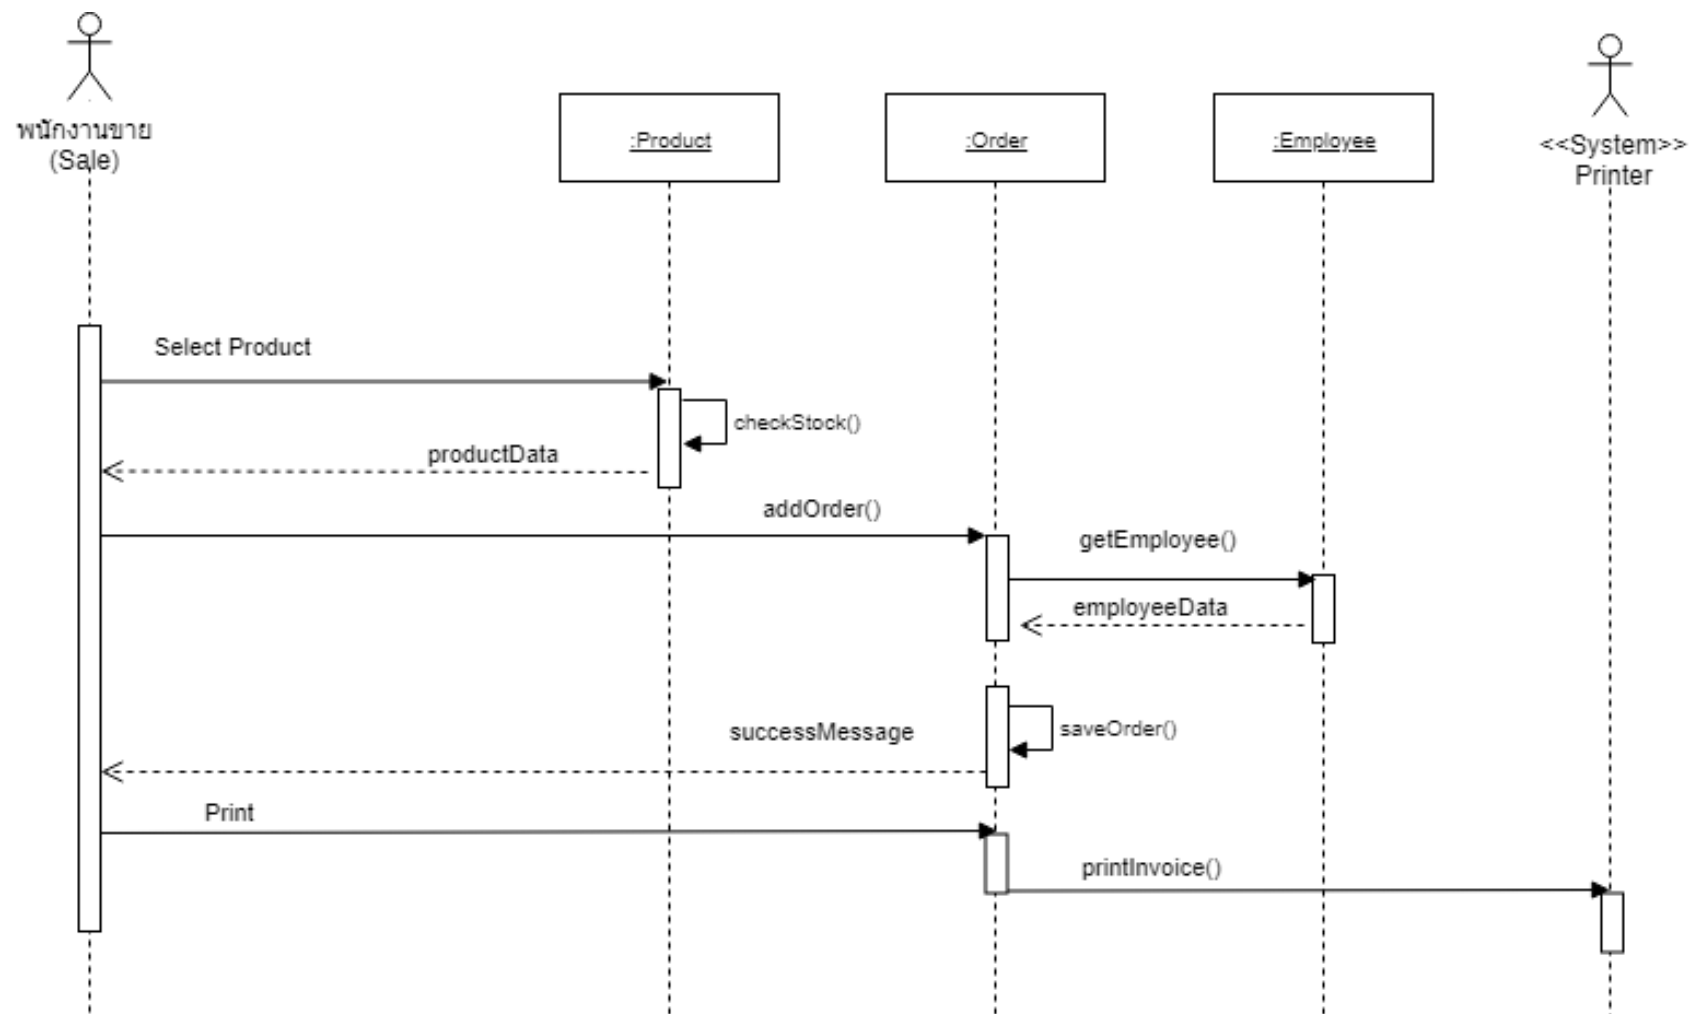 พนักงานขาย
(Sale)
:Product
:Order
:Employee
<<System>>
Printer
Select Product
checkStock()
productData
addOrder()
getEmployee()
employeeData
successMessage
saveOrder()
Print
printInvoice()